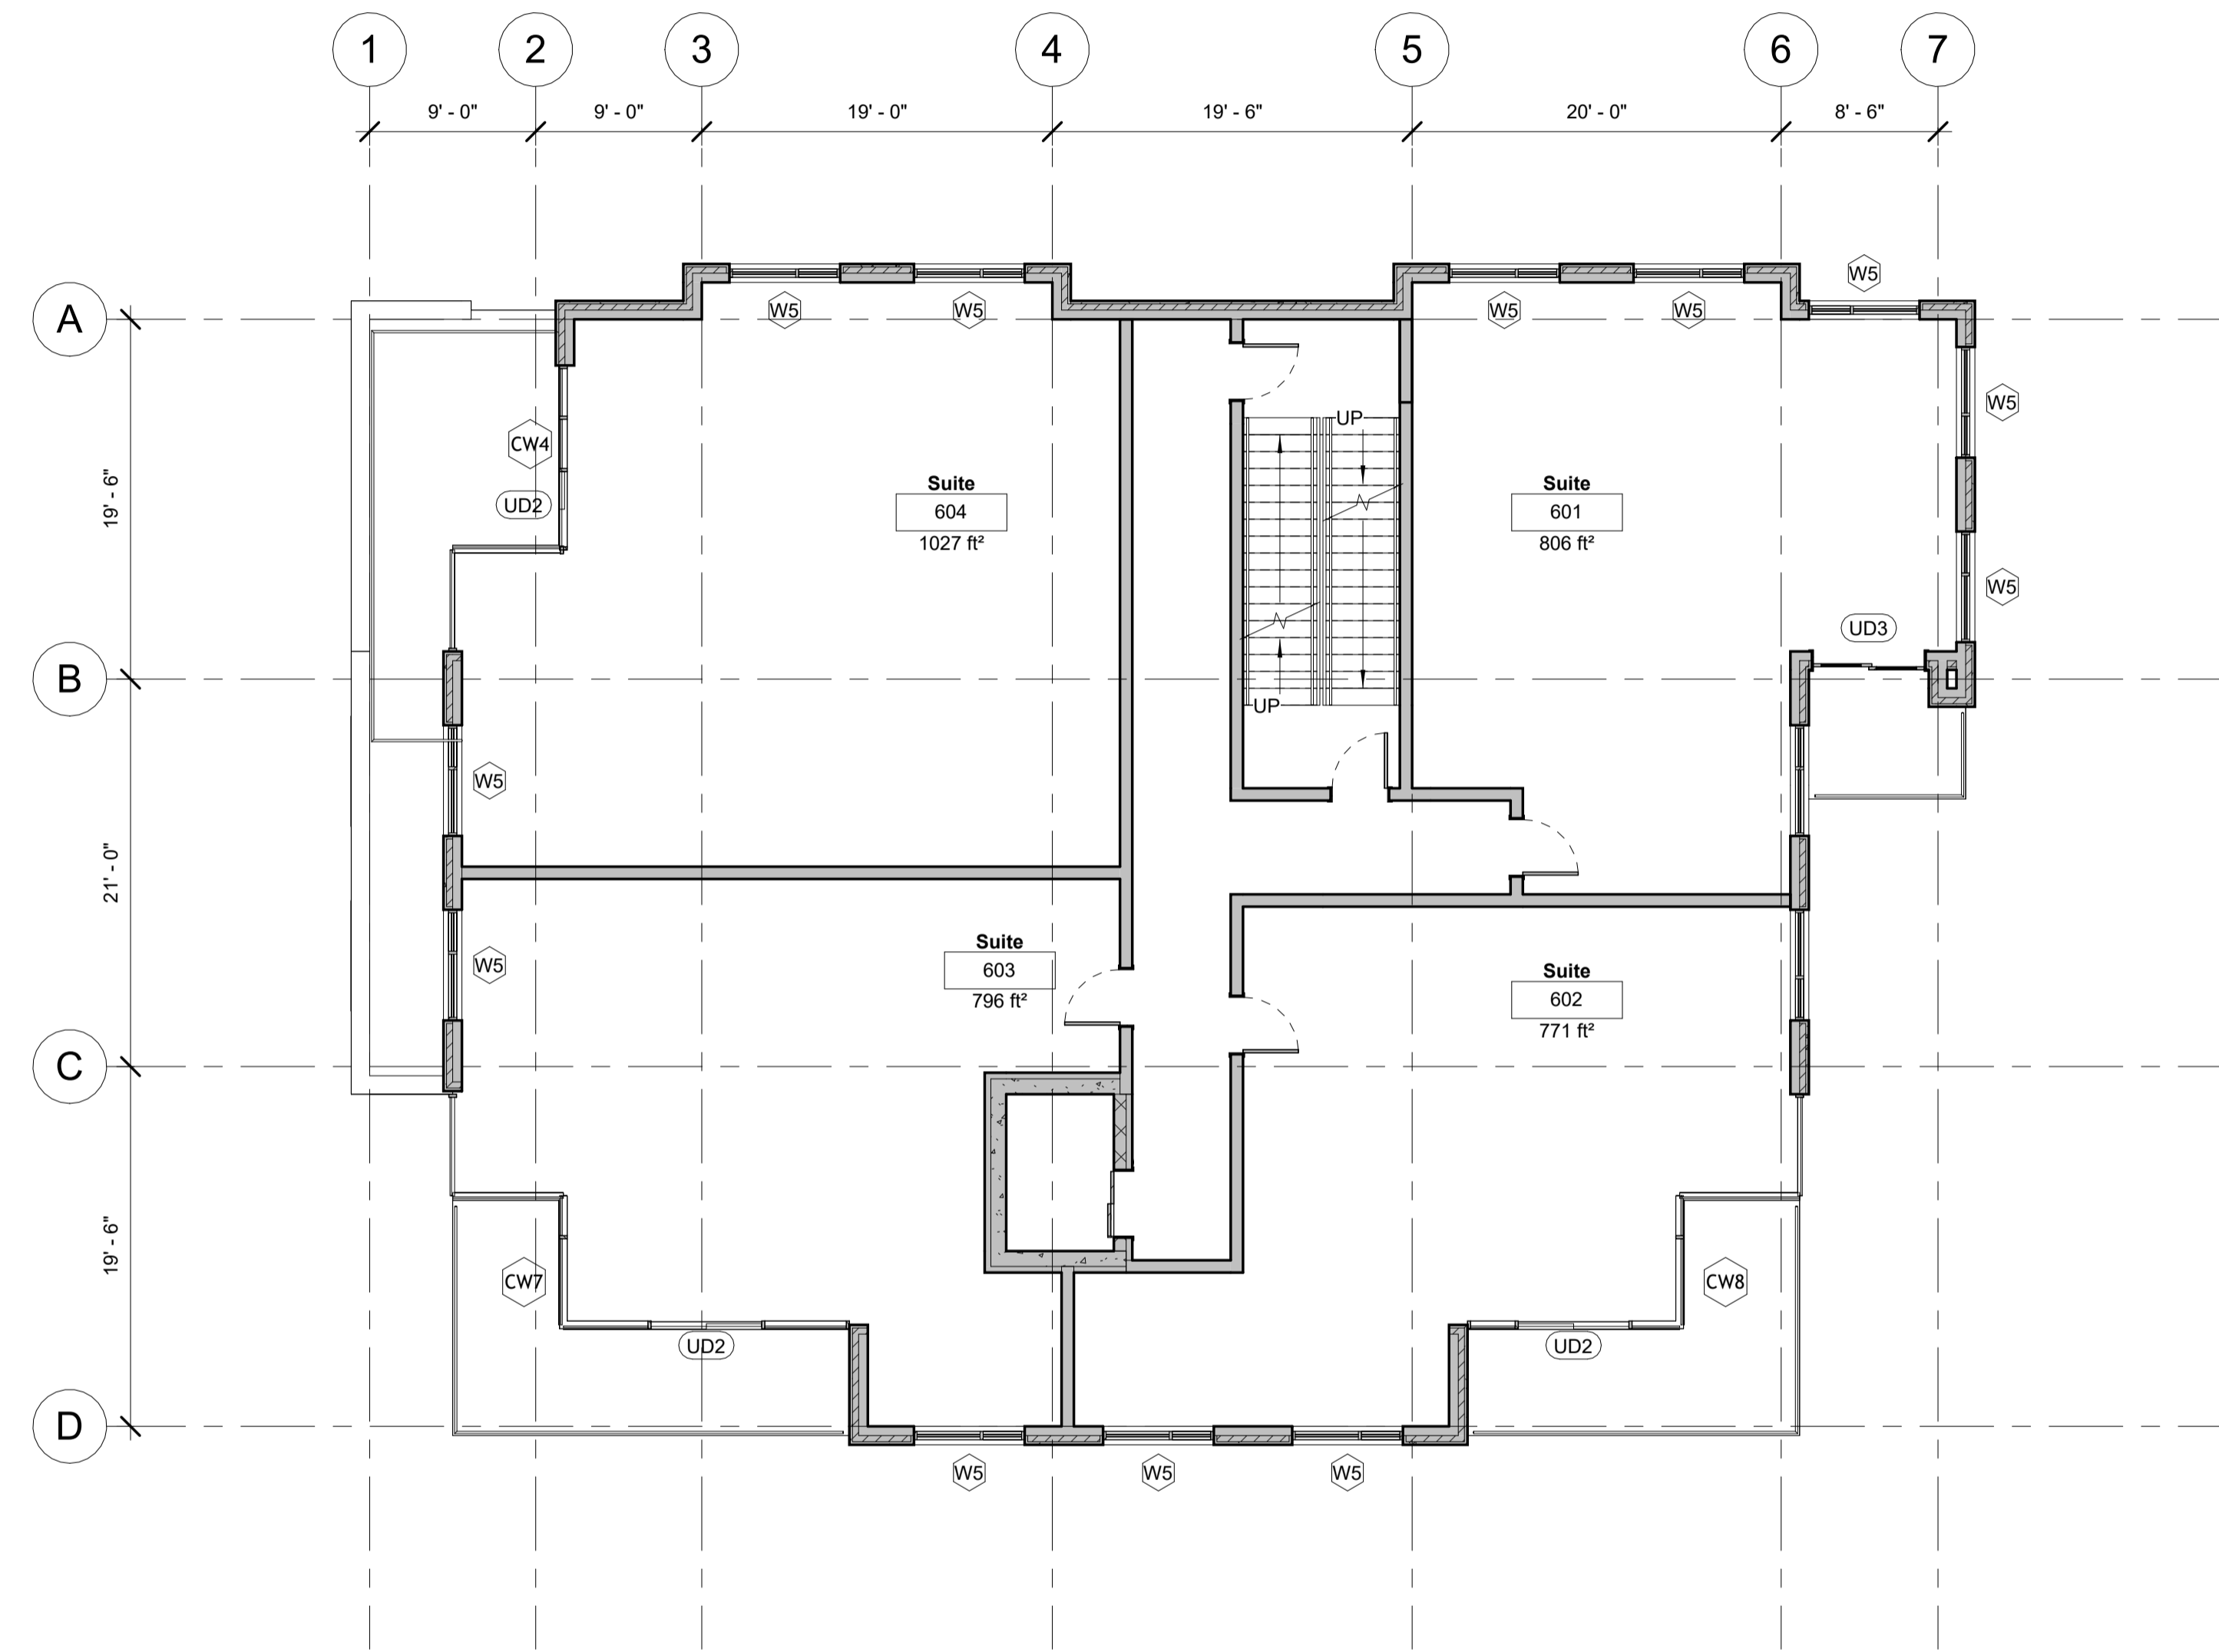 1 2 3 4 5 6 7
9' - 0" 9' - 0" 19' - 0" 19' - 6" 20' - 0" 8' - 6"
W5
A
W5 W5 W5 W5
W5
UP
CW4
Suite Suite
19' - 6"
UD2 604 601
1027 ft² 806 ft²
W5
UD3
B
UP
W5
21' - 0"
Suite
W5 603
796 ft²
Suite
602
771 ft²
C
19' - 6"
CW7 CW8
UD2 UD2
D
W5 W5 W5